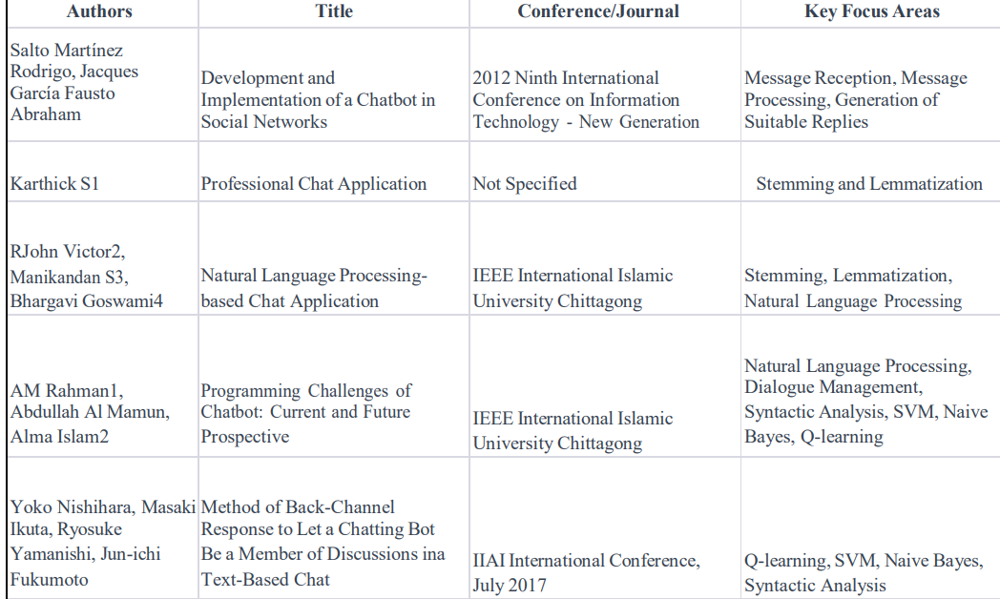 Authors
Title
Conference/Journal
Key Focus Areas
Salto Martínez
Rodrigo, Jacques
García Fausto
Abraham
Development and
Implementation of a Chatbot in
Social Networks
2012 Ninth International
Conference on Information
Technology - New Generation
Message Reception, Message
Processing, Generation of
Suitable Replies
Karthick S1
Professional Chat Application
Not Specified
Stemming and Lemmatization
RJohn Victor2,
Manikandan S3,
Bhargavi Goswami4
Natural Language Processing-
based Chat Application
IEEE International Islamic
University Chittagong
Stemming, Lemmatization,
Natural Language Processing
AM Rahman1,
Abdullah Al Mamun,
Alma Islam2
Programming Challenges of
Chatbot: Current and Future
Prospective
IEEE International Islamic
University Chittagong
Natural Language Processing,
Dialogue Management,
Syntactic Analysis, SVM, Naive
Bayes, Q-learning
Yoko Nishihara, Masaki
Ikuta, Ryosuke
Yamanishi, Jun-ichi
Fukumoto
Method of Back-Channel
Response to Let a Chatting Bot
Be a Member of Discussions ina
Text-Based Chat
IIAI International Conference,
July 2017
Q-learning, SVM, Naive Bayes,
Syntactic Analysis